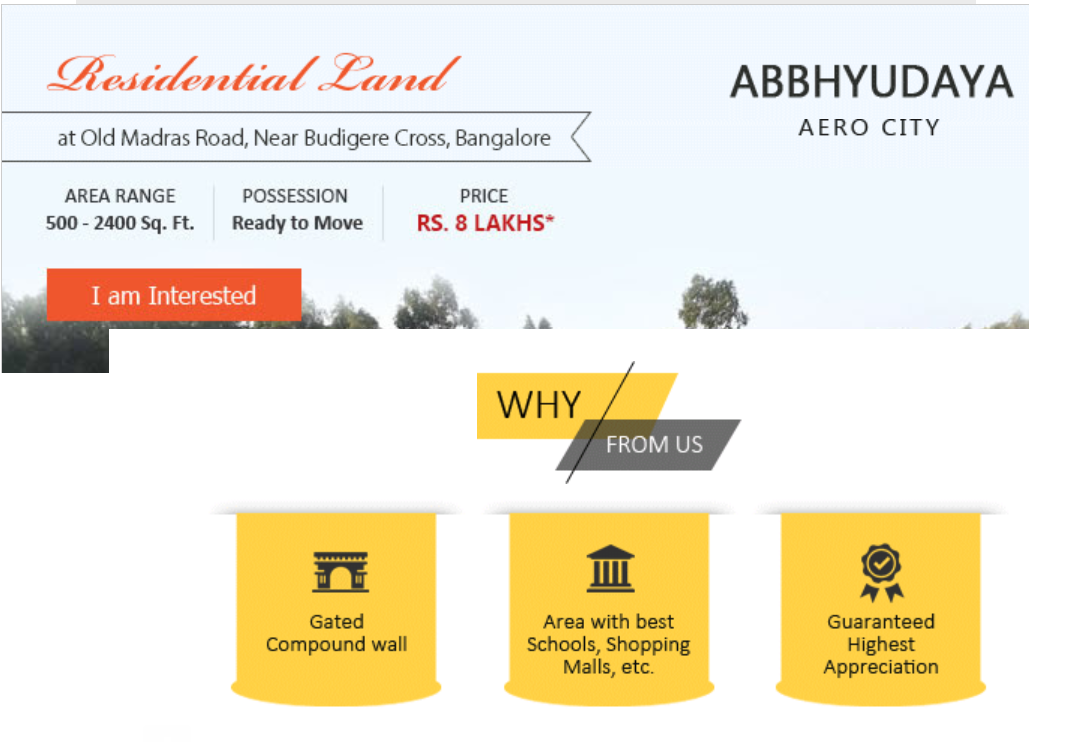 Residential Land
ABBHYUDAYA
AERO CITY
at Old Madras Road, Near Budigere Cross, Bangalore
AREA RANGE
500 - 2400 Sq. Ft.
POSSESSION
Ready to Move
PRICE
RS. 8 LAKHS*
I am Interested
WHY
FROM US
Gated
Compound wall
Area with best
Schools, Shopping
Malls, etc.
Guaranteed
Highest
Appreciation